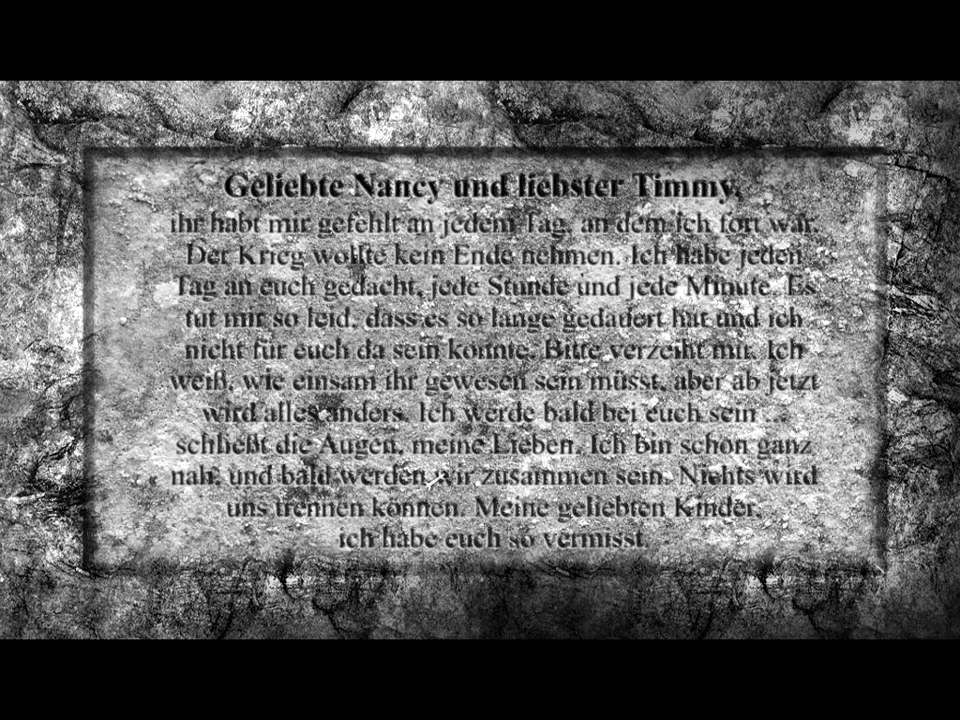 Geliebte Nancy und liebster Timmy,
ihr habt mir gefehlt an jedem Tag, an dem ich fort war.
Der Krieg wollte kein Ende nehmen. Ich habe jeden
Tag an euch gedacht, jede Stunde und jede Minute. Es
tut mir so leid, dass es so lange gedauert hat und ich
nicht für euch da sein konnte. Bitte verzeiht mir. Ich
weiß, wie einsam ihr gewesen sein müsst, aber ab jetzt
wird alles anders. Ich werde bald bei euch sein ...
schließt die Augen, meine Lieben. Ich bin schon ganz
nah, und bald werden wir zusammen sein. Nichts wird
uns trennen können. Meine geliebten Kinder,
ich habe euch so vermisst.